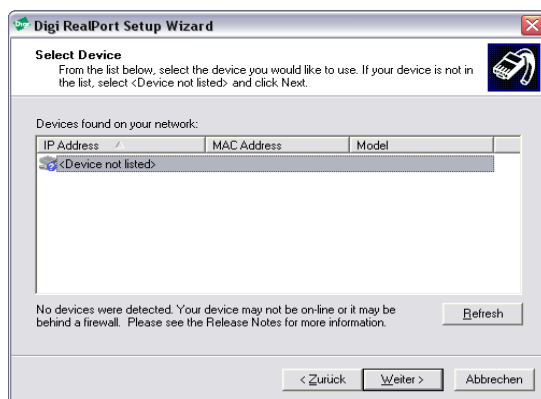 Digi RealPort Setup Wizard
Select Device
From the list below, select the device you would like to use. If your device is not in
the list, select <Device not listed> and click Next.
Devices found on your network:
IP Address MAC Address Model
<Device not listed>
No devices were detected. Your device may not be on-line or it may be
behind a firewall. Please see the Release Notes for more information.
Refresh
< Zurück Weiter > Abbrechen